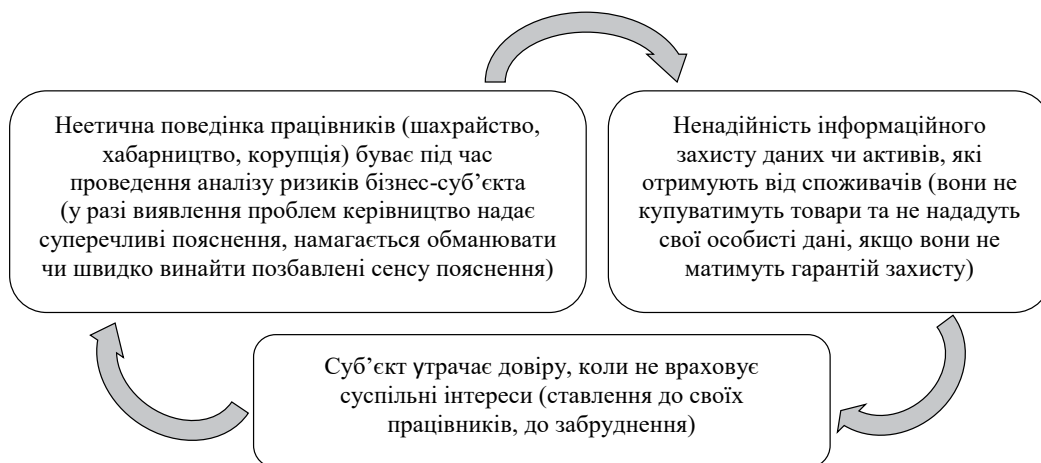 Неетична поведінка працівників (шахрайство,
хабарництво, корупція) буває під час
проведення аналізу ризиків бізнес-суб’єкта
(у разі виявлення проблем керівництво надає
суперечливі пояснення, намагається обманювати
чи швидко винайти позбавлені сенсу пояснення)
Ненадійність інформаційного
захисту даних чи активів, які
отримують від споживачів (вони не
купуватимуть товари та не нададуть
свої особисті дані, якщо вони не
матимуть гарантій захисту)
Суб’єкт утрачає довіру, коли не враховує
суспільні інтереси (ставлення до своїх
працівників, до забруднення)